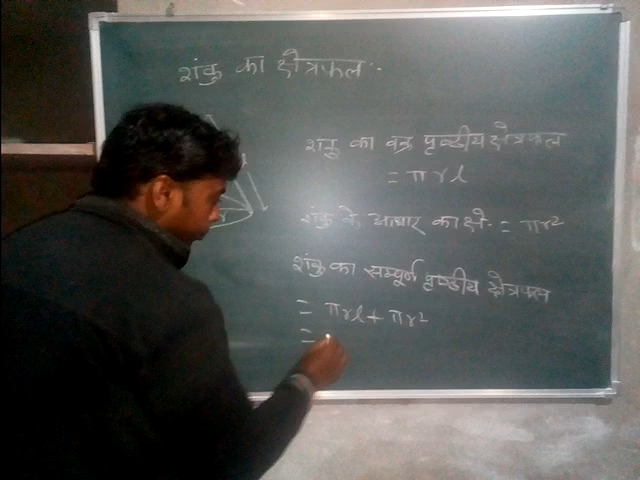 शंकु का क्षेत्रफल :-
शंकु का वक्र पृष्ठीय क्षेत्रफल
= πrl
शंकु के आधार का क्षे. = πr²
शंकु का सम्पूर्ण पृष्ठीय क्षेत्रफल
= πrl + πr²
=